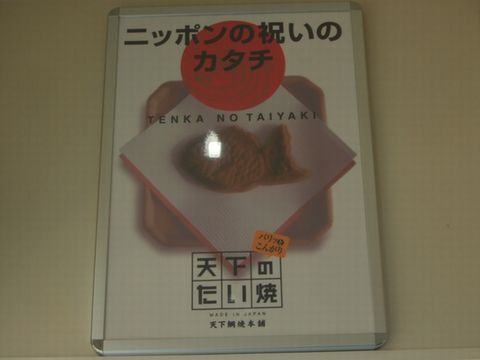 ニッポンの祝いの
カタチ
TENKA NO TAIYAKI
パリッと
こんがり
天下の
たい焼
MADE IN JAPAN
天下鯛焼本舗